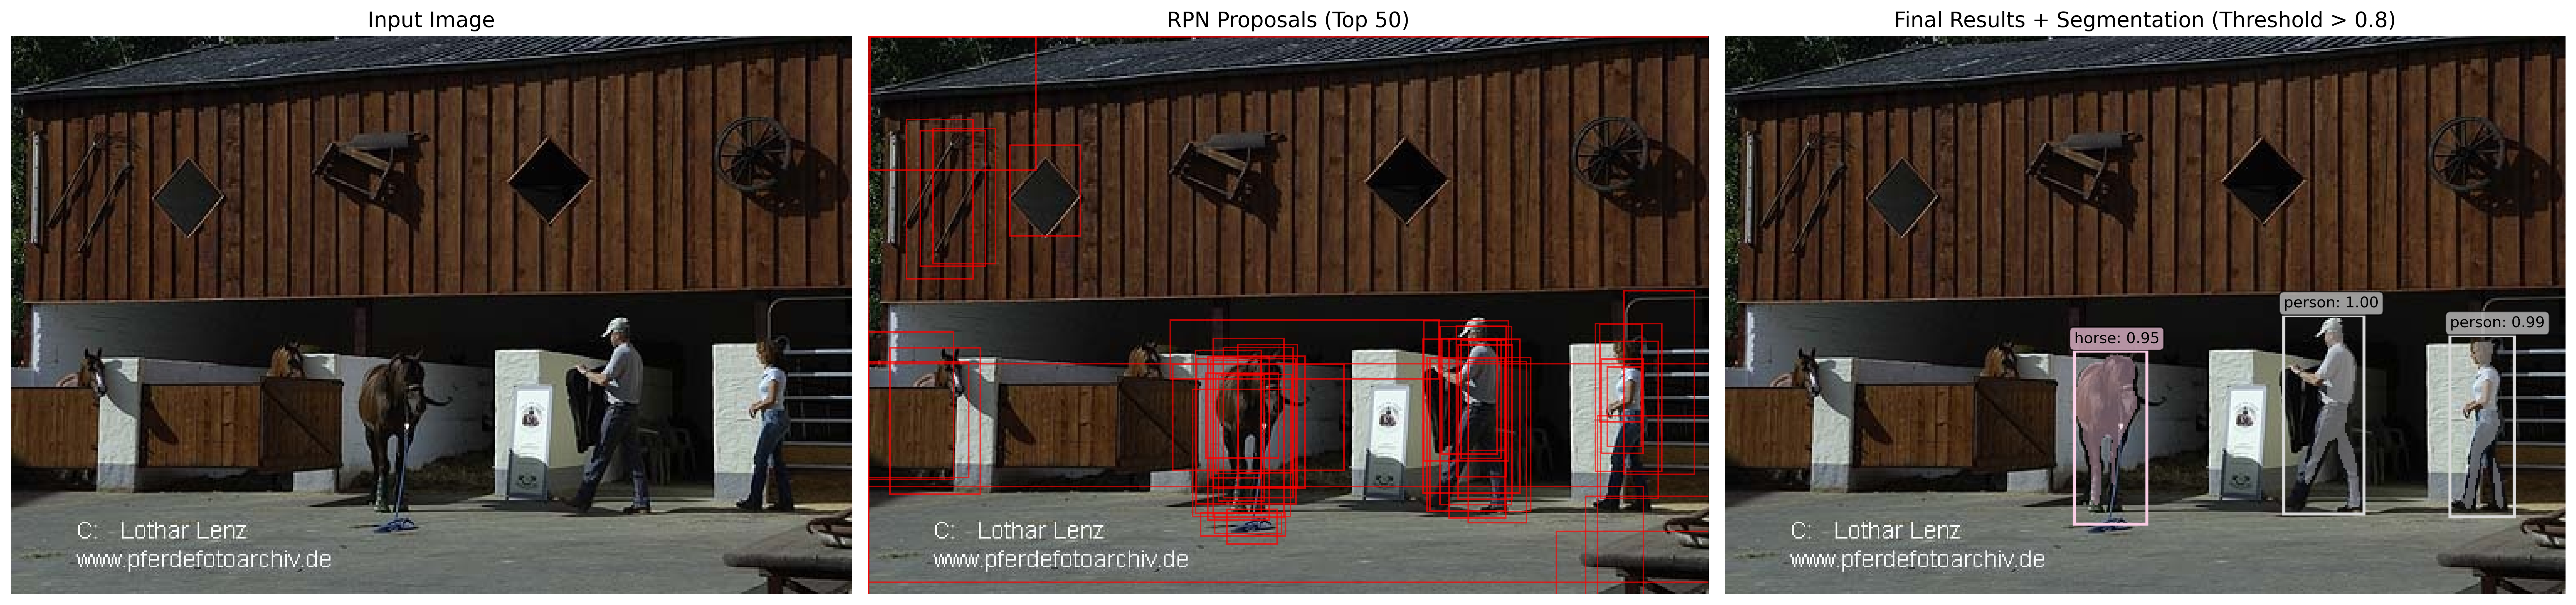 Input Image
RPN Proposals (Top 50)
Final Results + Segmentation (Threshold > 0.8)
person: 1.00
person: 0.99
horse: 0.95
C: Lothar Lenz
www.pferdefotoarchiv.de
C: Lothar Lenz
www.pferdefotoarchiv.de
C: Lothar Lenz
www.pferdefotoarchiv.de